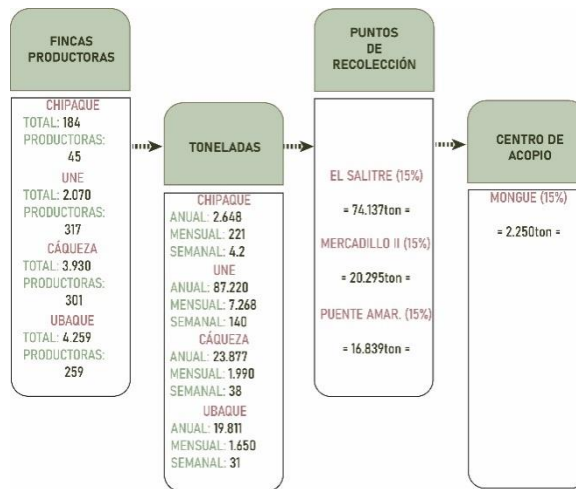 FINCAS
PRODUCTORAS
CHIPAQUE
TOTAL: 184
PRODUCTORAS:
45
UNE
TOTAL: 2.070
PRODUCTORAS:
317
CÁQUEZA
TOTAL: 3.930
PRODUCTORAS:
301
UBAQUE
TOTAL: 4.259
PRODUCTORAS:
259
TONELADAS
CHIPAQUE
ANUAL: 2.648
MENSUAL: 221
SEMANAL: 4.2
UNE
ANUAL: 87.220
MENSUAL: 7.268
SEMANAL: 140
CÁQUEZA
ANUAL: 23.877
MENSUAL: 1.990
SEMANAL: 38
UBAQUE
ANUAL: 19.811
MENSUAL: 1.650
SEMANAL: 31
PUNTOS
DE
RECOLECCIÓN
EL SALITRE (15%)
= 74.137ton =
MERCADILLO II (15%)
= 20.295ton =
PUENTE AMAR. (15%)
= 16.839ton =
CENTRO DE
ACOPIO
MONGUE (15%)
= 2.250ton =